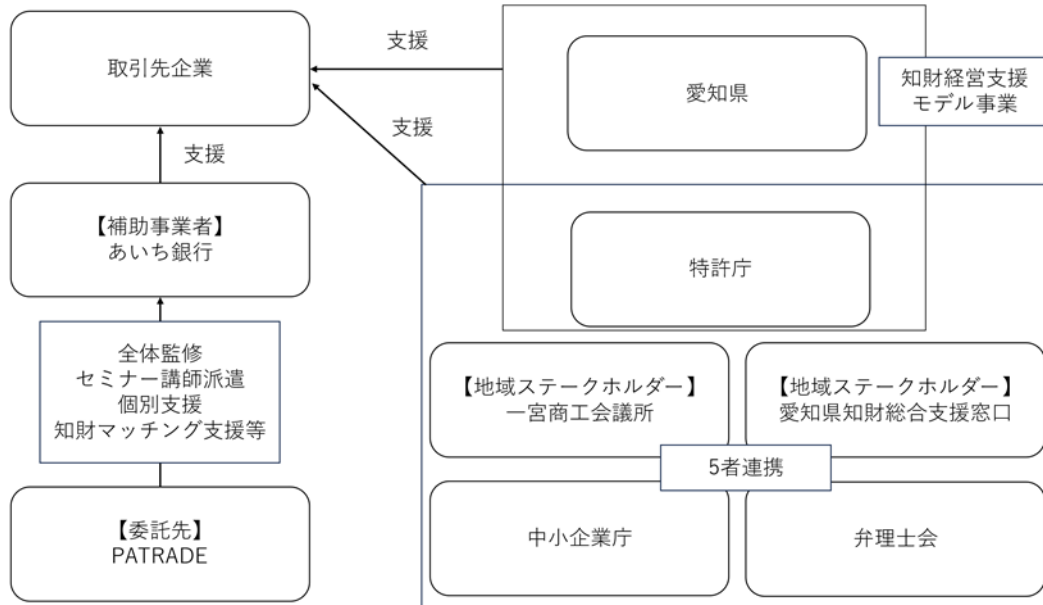 取引先企業
支援
愛知県
知財経営支援
モデル事業
支援
支援
【補助事業者】
あいち銀行
特許庁
全体監修
セミナー講師派遣
個別支援
知財マッチング支援等
【地域ステークホルダー】
一宮商工会議所
【地域ステークホルダー】
愛知県知財総合支援窓口
5者連携
【委託先】
PATRADE
中小企業庁
弁理士会